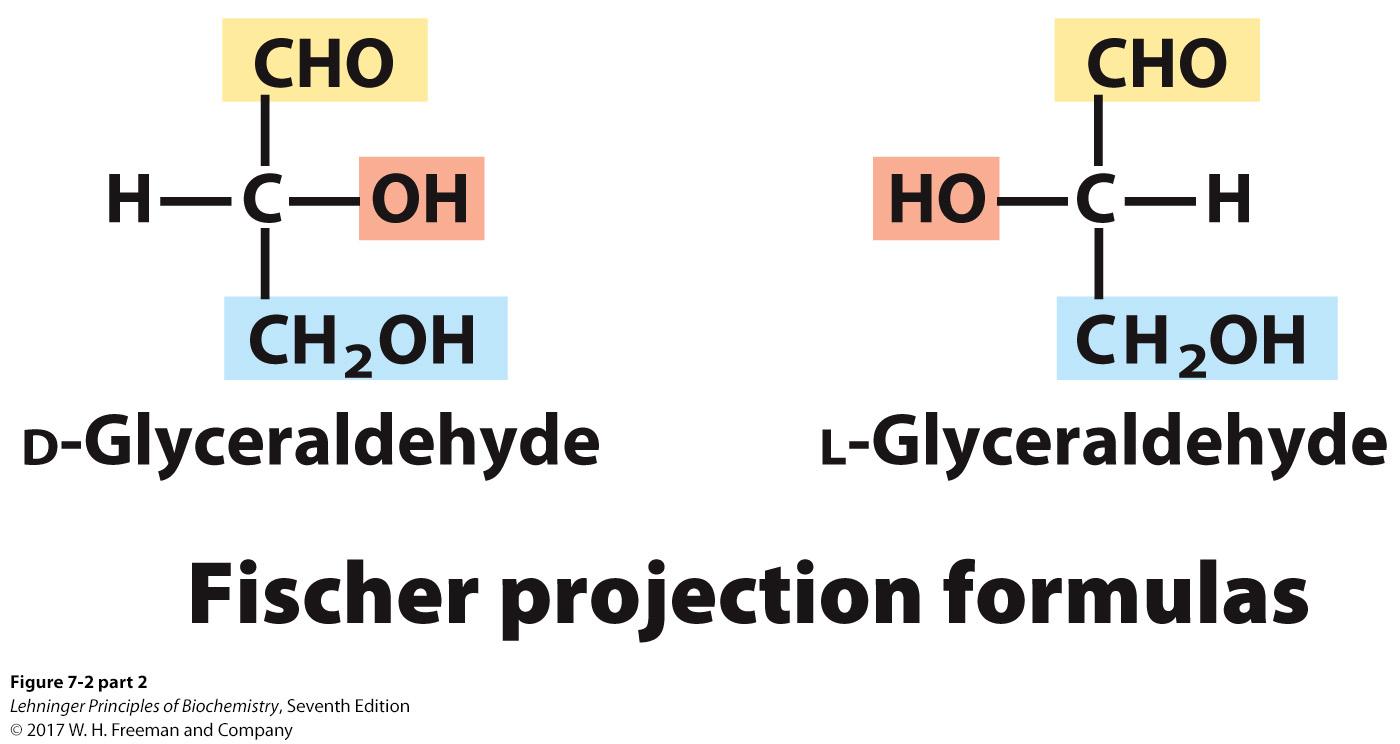 CHO
H—C—OH
CH₂OH
D-Glyceraldehyde
CHO
HO—C—H
CH₂OH
L-Glyceraldehyde
Fischer projection formulas
Figure 7-2 part 2
Lehninger Principles of Biochemistry, Seventh Edition
© 2017 W. H. Freeman and Company